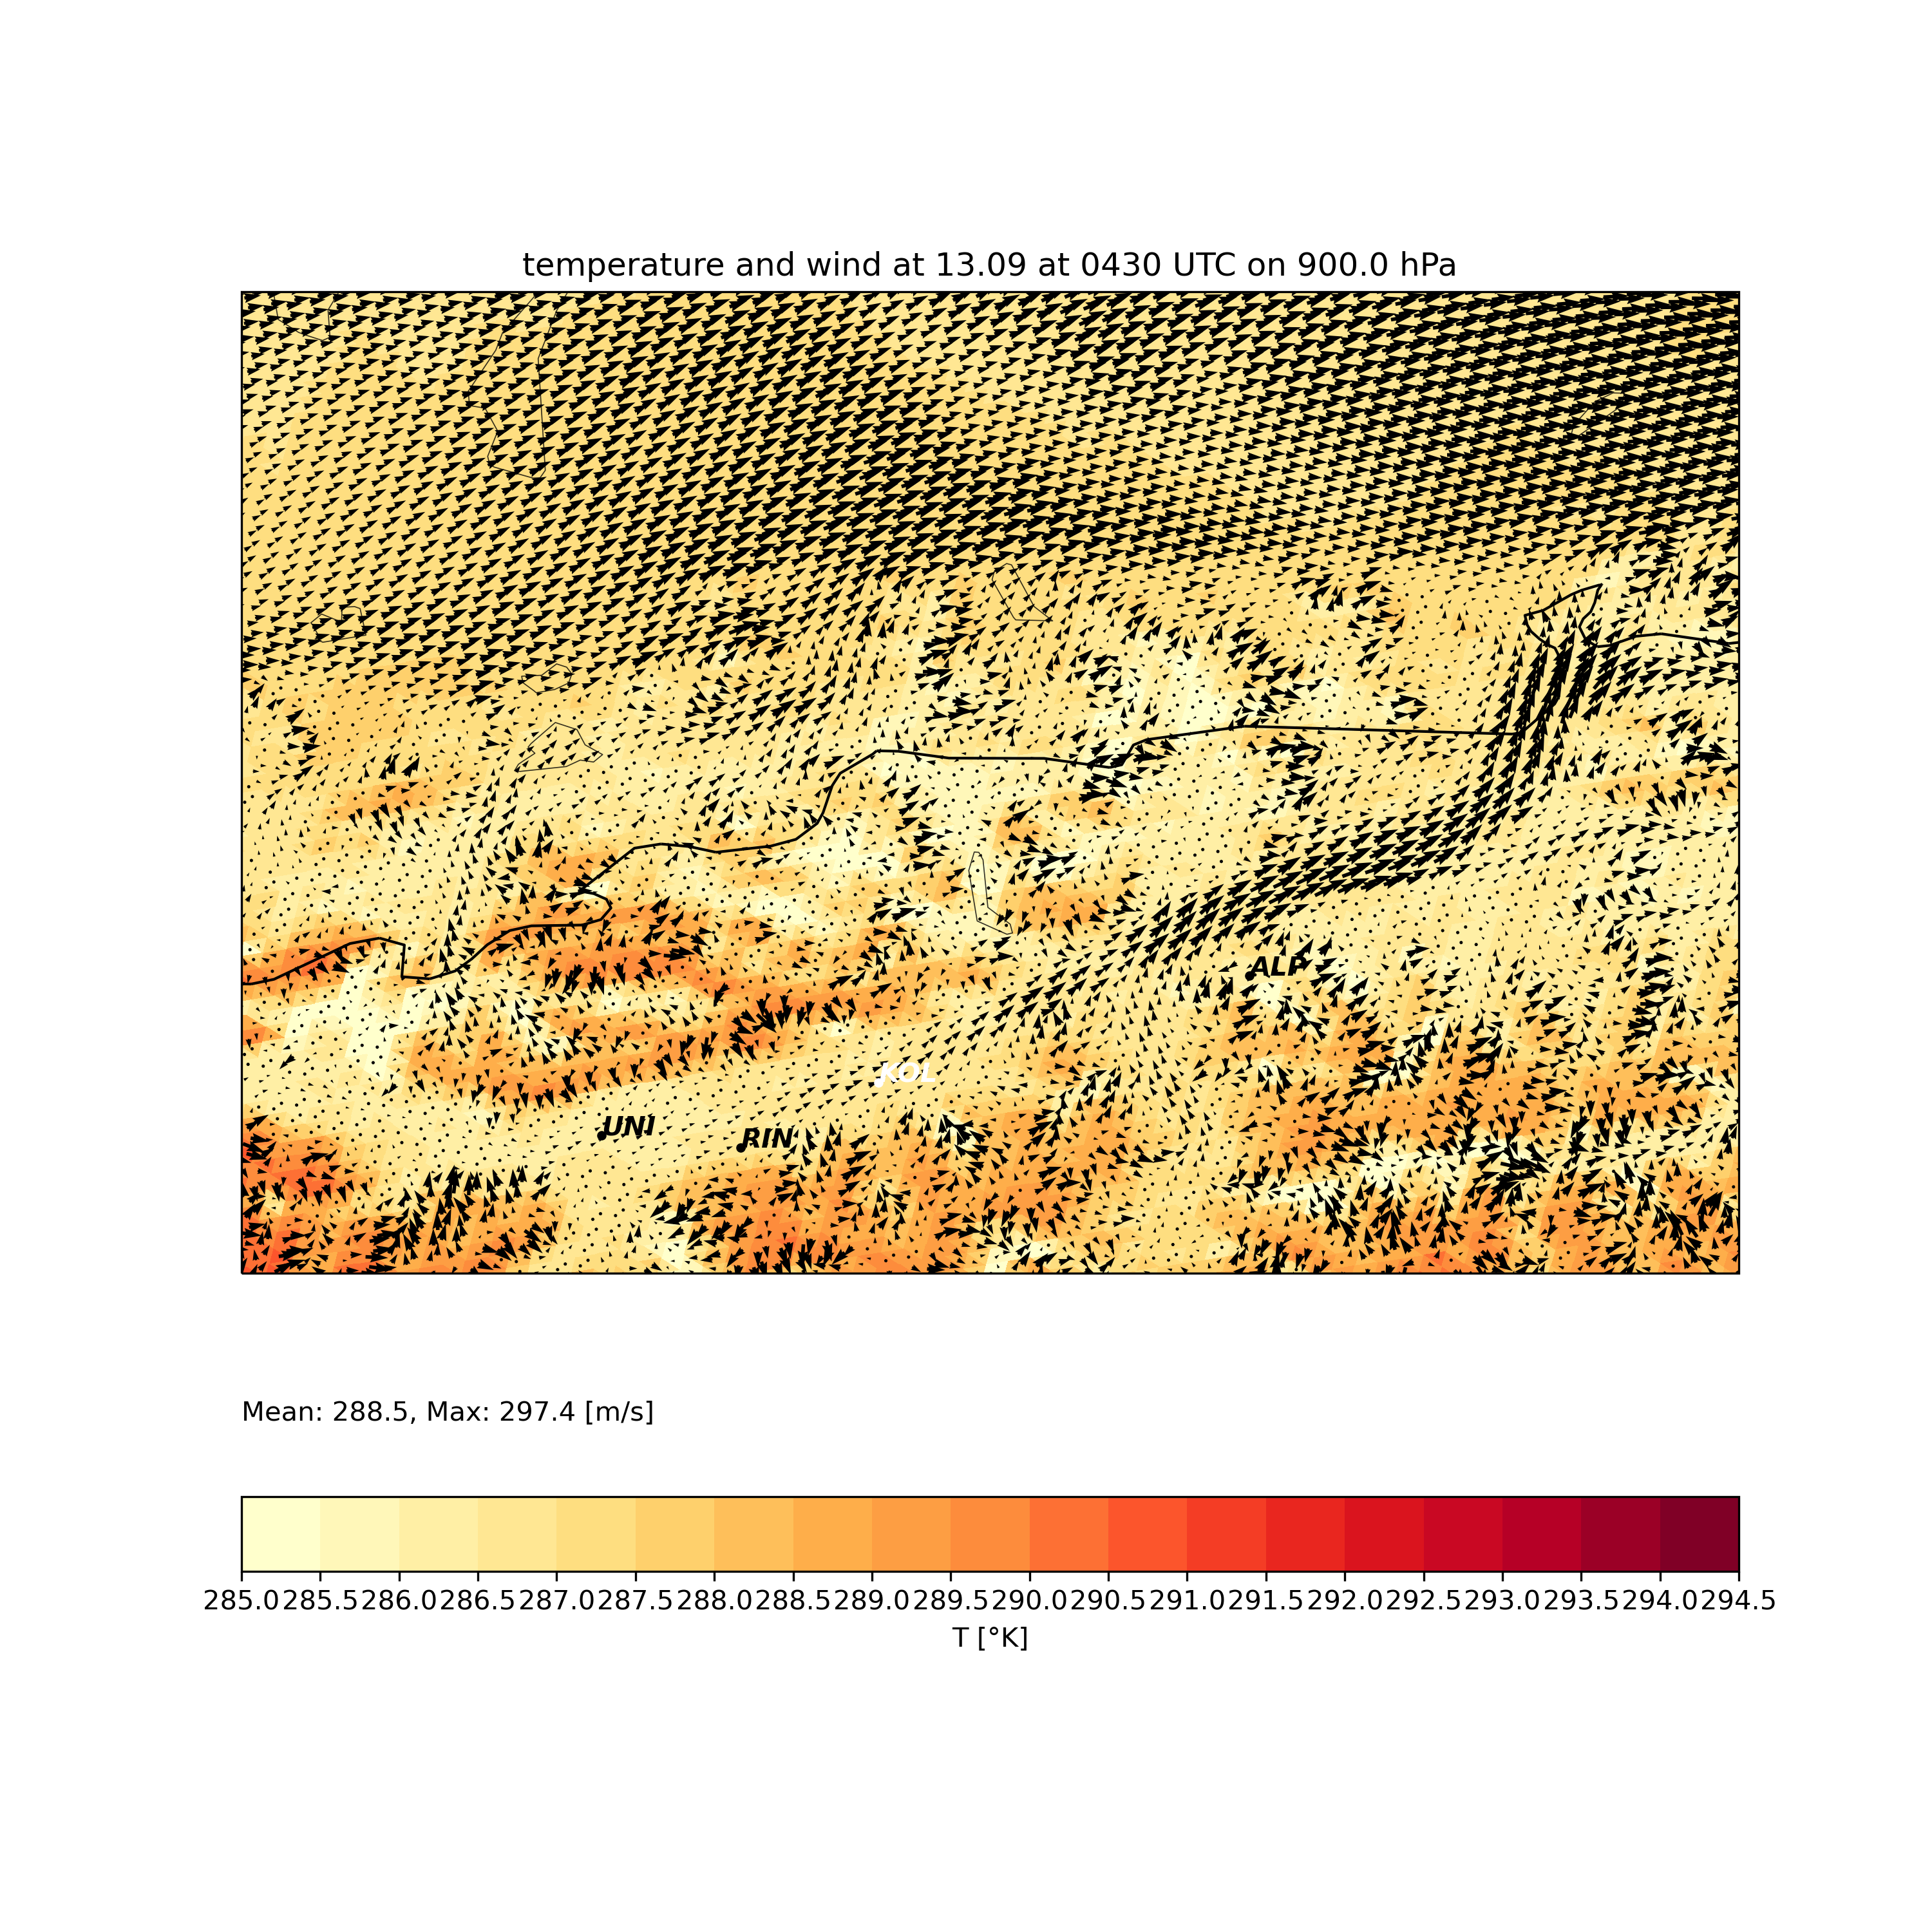 temperature and wind at 13.09 at 0430 UTC on 900.0 hPa
ALP
KOL
UNI
RIN
Mean: 288.5, Max: 297.4 [m/s]
285.0 285.5 286.0 286.5 287.0 287.5 288.0 288.5 289.0 289.5 290.0 290.5 291.0 291.5 292.0 292.5 293.0 293.5 294.0 294.5
T [°K]